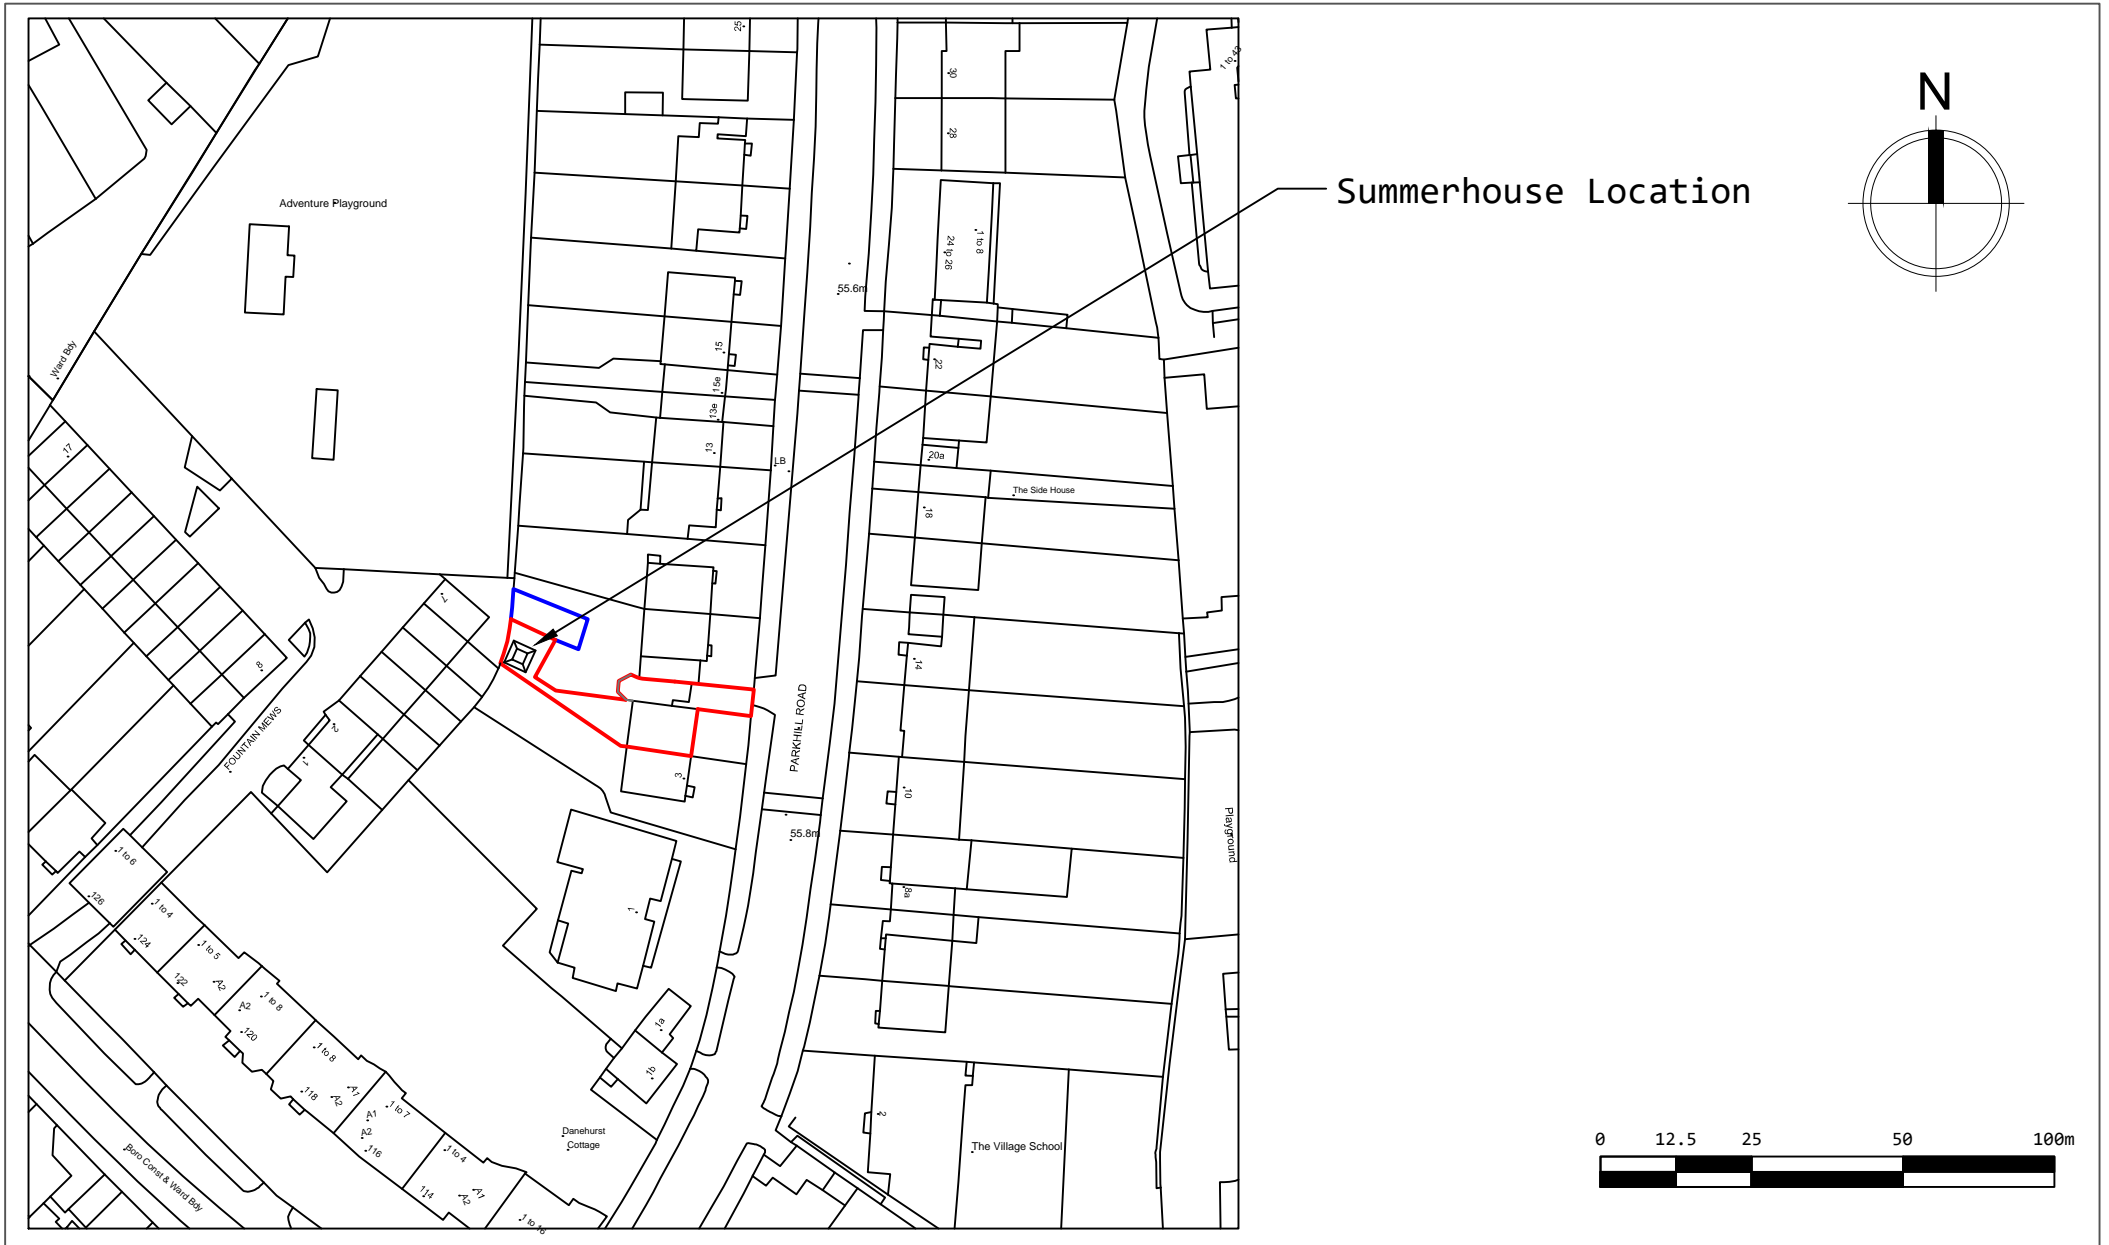 25
30
28
1 to 43
N
Summerhouse Location
Adventure Playground
24 to 26
1 to 8
55.6m
Ward Bdy
15
15e
13e
13
22
LB
20a
The Side House
17
18
7
8
14
PARKHILL ROAD
FOUNTAIN MEWS
2
1
3
10
55.8m
Playground
1 to 6
126
1 to 4
124
1 to 5
122
A2
8a
1
A2
1 to 8
120
1 to 8
118
A2
A1
1a
1b
1 to 7
A1
A2
116
Danehurst
Cottage
2
The Village School
1 to 4
114
A2
A1
1 to 16
Boro Const & Ward Bdy
0 12.5 25 50 100m